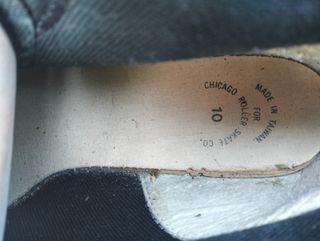 MADE IN TAIWAN
FOR
CHICAGO ROLLER SKATE CO.
10